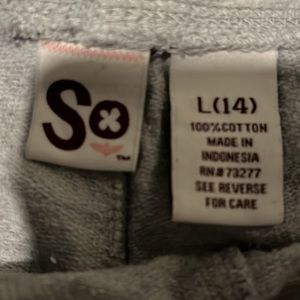 So
™
L(14)
100%COTTON
MADE IN
INDONESIA
RN#73277
SEE REVERSE
FOR CARE